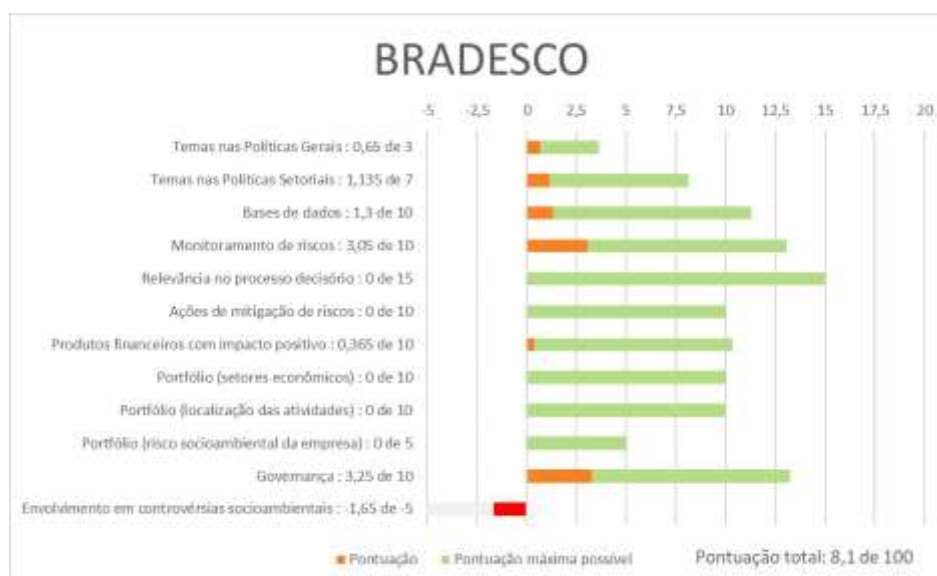 BRADESCO
-5 -2,5 0 2,5 5 7,5 10 12,5 15 17,5 20
Temas nas Políticas Gerais : 0,65 de 3
Temas nas Políticas Setoriais : 1,135 de 7
Bases de dados : 1,3 de 10
Monitoramento de riscos : 3,05 de 10
Relevância no processo decisório : 0 de 15
Ações de mitigação de riscos : 0 de 10
Produtos financeiros com impacto positivo : 0,365 de 10
Portfólio (setores econômicos) : 0 de 10
Portfólio (localização das atividades) : 0 de 10
Portfólio (risco socioambiental da empresa) : 0 de 5
Governança : 3,25 de 10
Envolvimento em controvérsias socioambientais : -1,65 de -5
Pontuação Pontuação máxima possível Pontuação total: 8,1 de 100